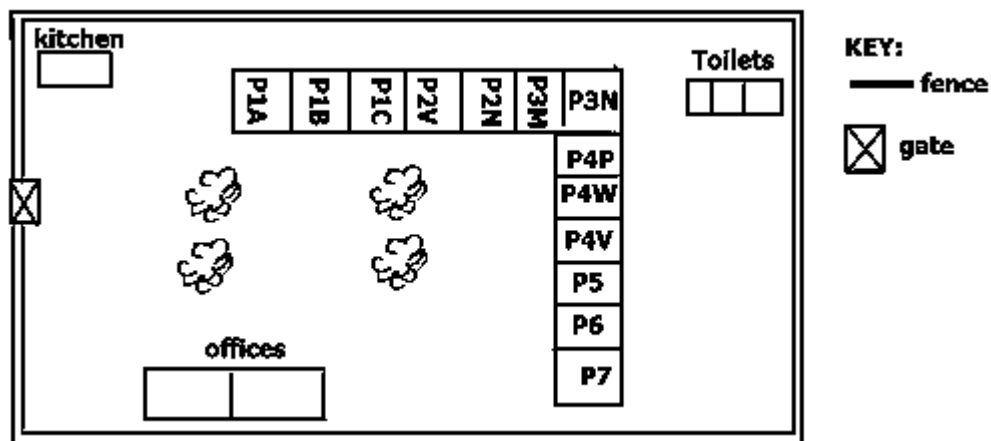 kitchen
Toilets
KEY:
fence
gate
P1A
P1B
P1C
P2V
P2N
P3M
P3N
P4P
P4W
P4V
P5
P6
P7
offices